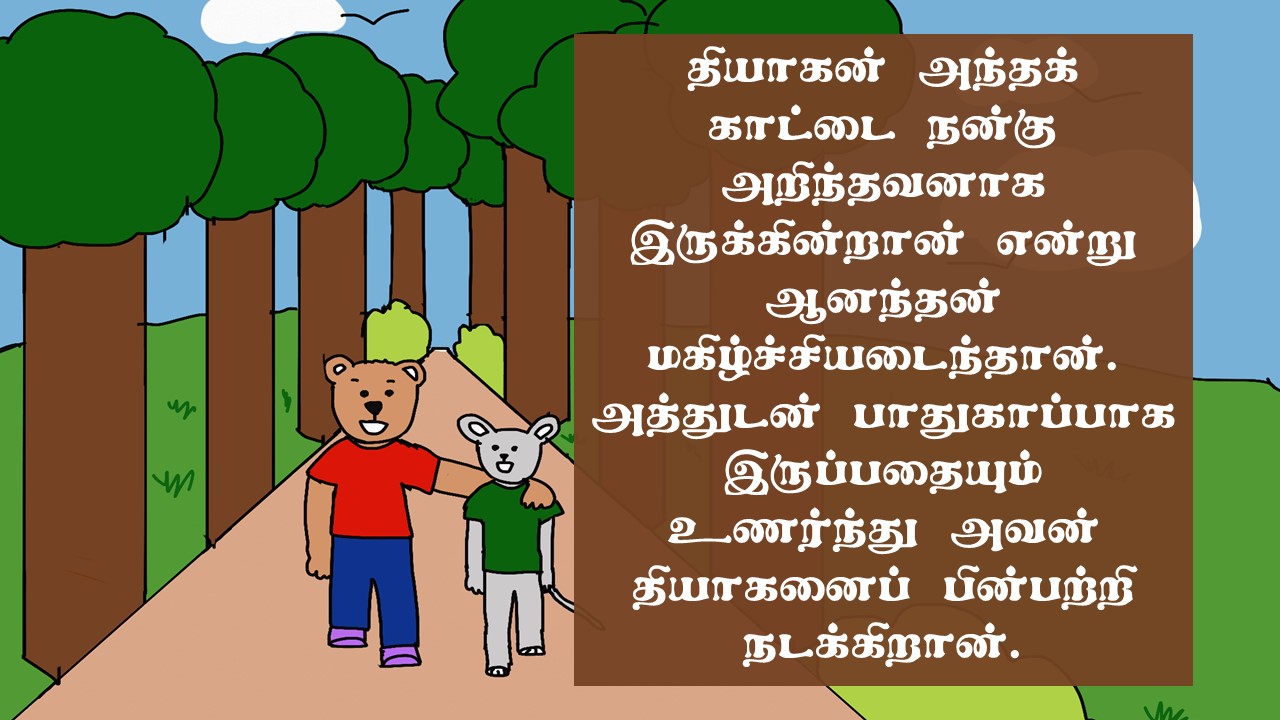 தியாகன் அந்தக்
காட்டை நன்கு
அறிந்தவனாக
இருக்கின்றான் என்று
ஆனந்தன்
மகிழ்ச்சியடைந்தான்.
அத்துடன் பாதுகாப்பாக
இருப்பதையும்
உணர்ந்து அவன்
தியாகனைப் பின்பற்றி
நடக்கிறான்.